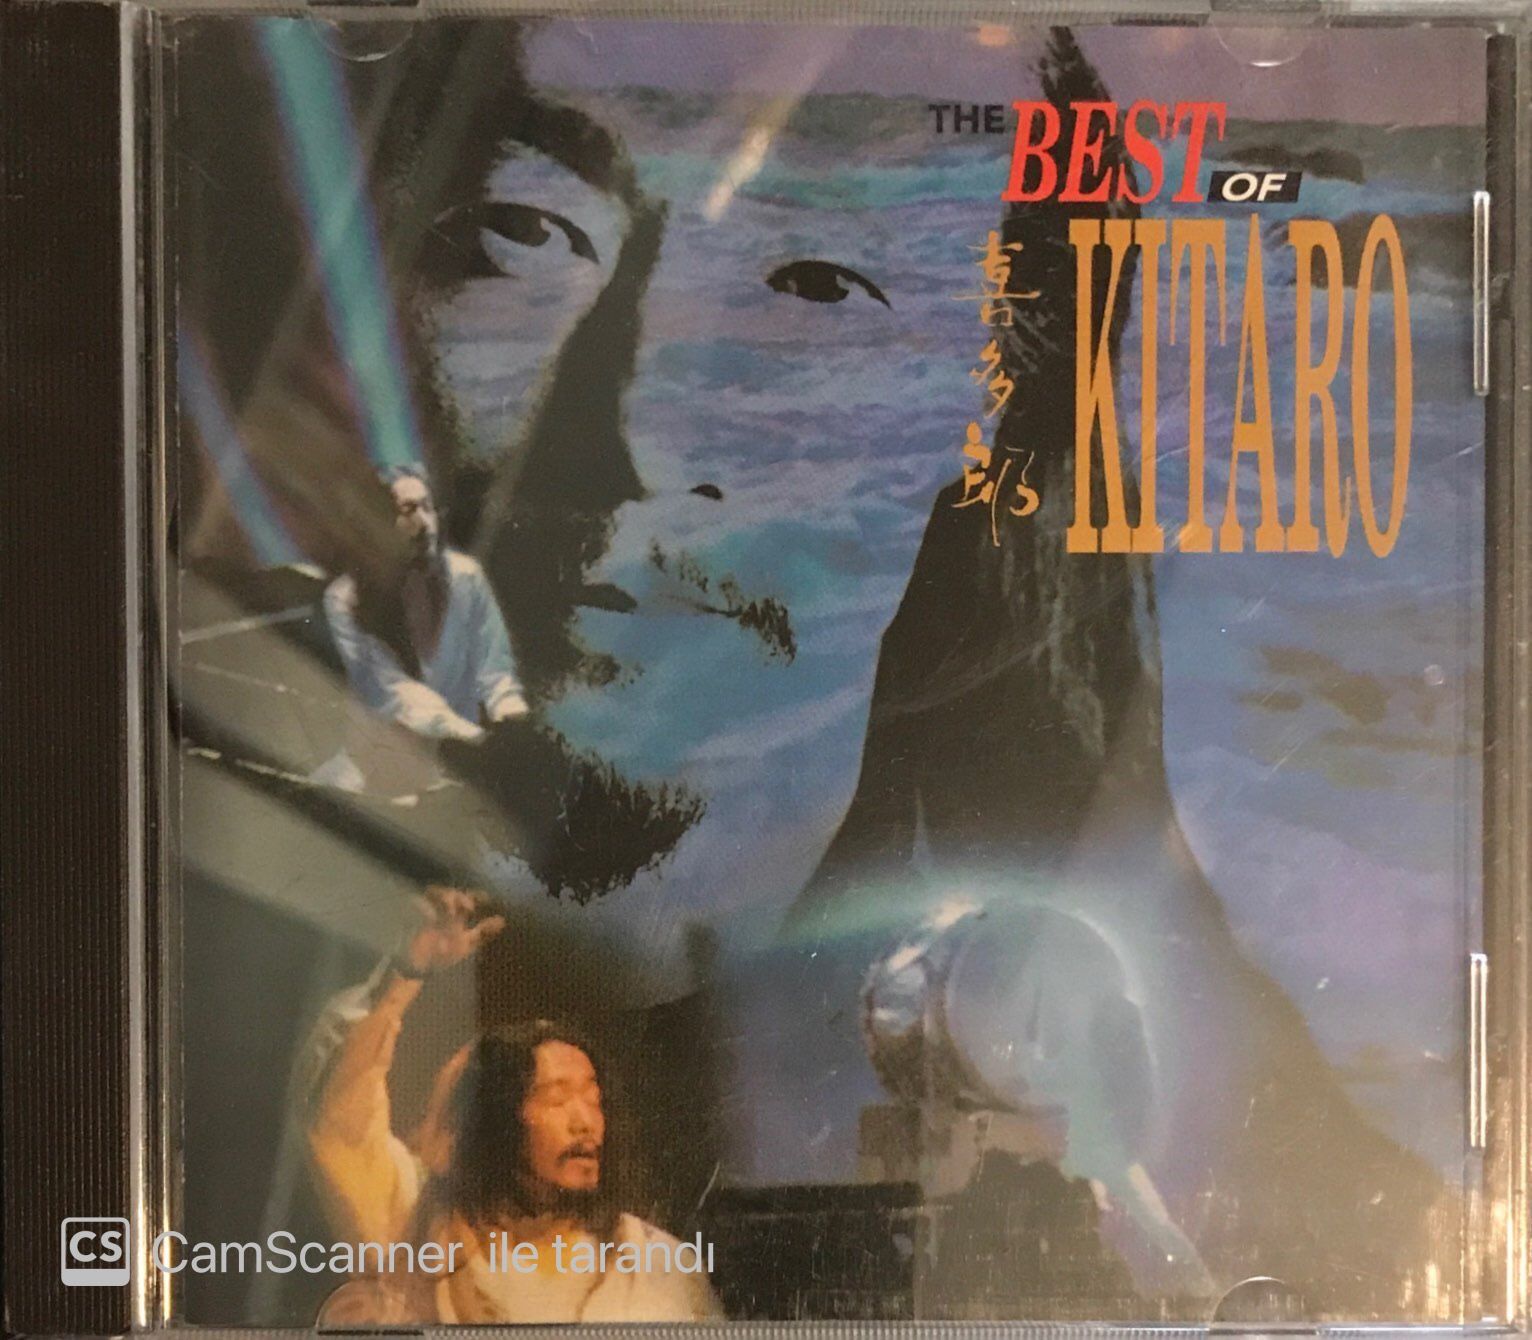 THE BEST OF
KITARO
喜多郎
CS CamScanner ile tarandı